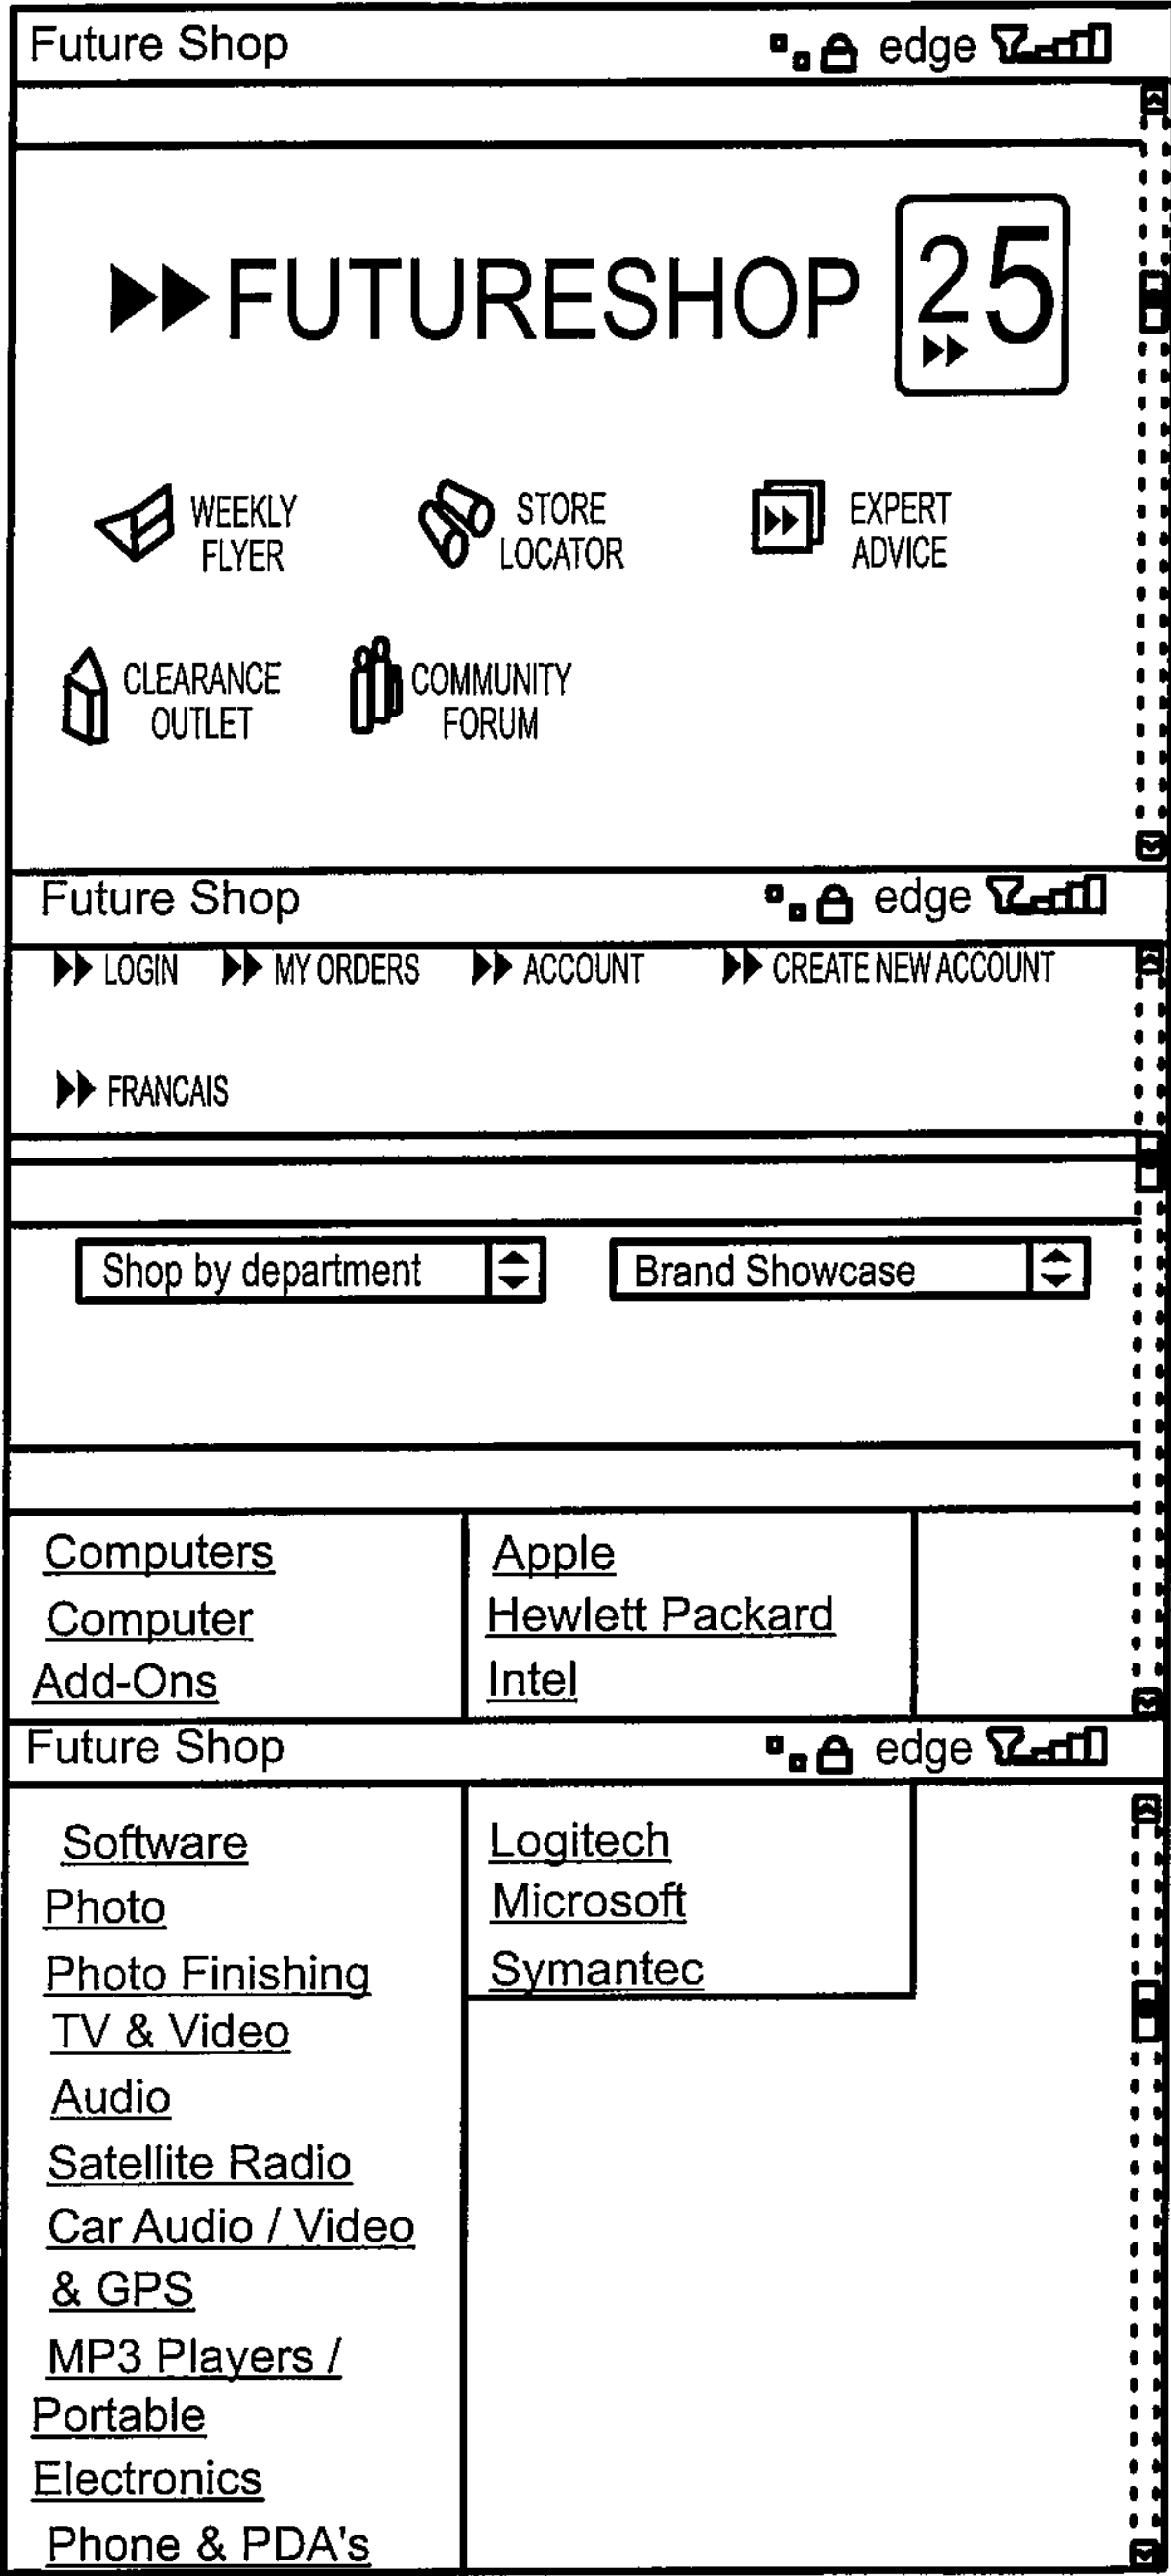 Future Shop edge
FUTURESHOP 25
WEEKLY FLYER
STORE LOCATOR
EXPERT ADVICE
CLEARANCE OUTLET
COMMUNITY FORUM
Future Shop edge
LOGIN MY ORDERS ACCOUNT CREATE NEW ACCOUNT
FRANCAIS
Shop by department Brand Showcase
Computers
Computer
Add-Ons
Apple
Hewlett Packard
Intel
Future Shop edge
Software
Photo
Photo Finishing
TV & Video
Audio
Satellite Radio
Car Audio / Video
& GPS
MP3 Players /
Portable
Electronics
Phone & PDA's
Logitech
Microsoft
Symantec